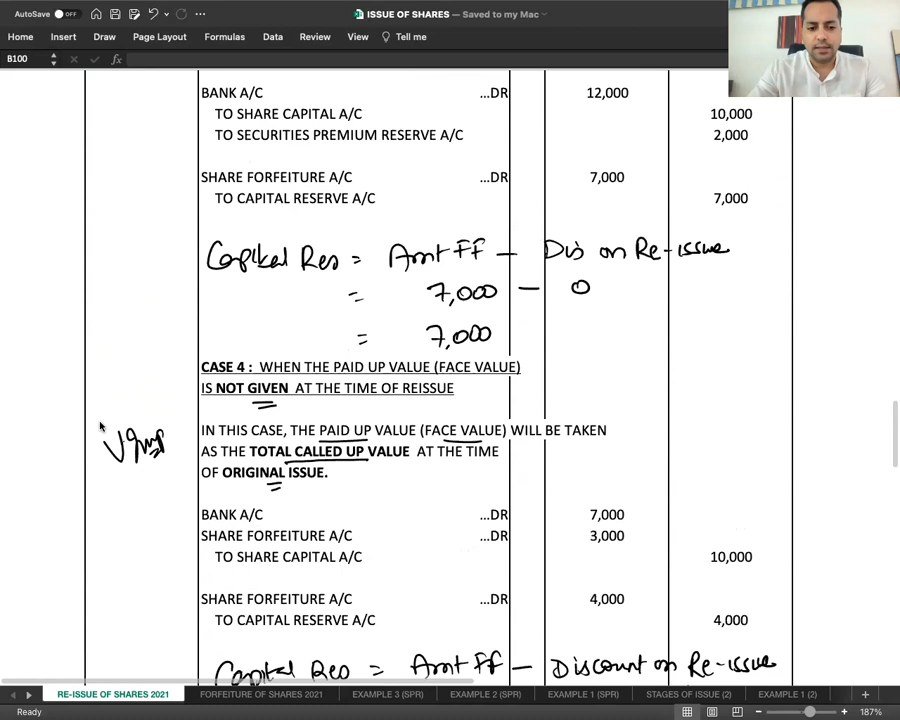 AutoSave OFF ISSUE OF SHARES — Saved to my Mac
Home Insert Draw Page Layout Formulas Data Review View Tell me
B100 fx
BANK A/C ...DR 12,000
TO SHARE CAPITAL A/C 10,000
TO SECURITIES PREMIUM RESERVE A/C 2,000
SHARE FORFEITURE A/C ...DR 7,000
TO CAPITAL RESERVE A/C 7,000
Capital Res = Amt FF — Dis on Re-issue
= 7,000 — 0
= 7,000
CASE 4 : WHEN THE PAID UP VALUE (FACE VALUE)
IS NOT GIVEN AT THE TIME OF REISSUE
IN THIS CASE, THE PAID UP VALUE (FACE VALUE) WILL BE TAKEN
AS THE TOTAL CALLED UP VALUE AT THE TIME
V Imp
OF ORIGINAL ISSUE.
BANK A/C ...DR 7,000
SHARE FORFEITURE A/C ...DR 3,000
TO SHARE CAPITAL A/C 10,000
SHARE FORFEITURE A/C ...DR 4,000
TO CAPITAL RESERVE A/C 4,000
Capital Res = Amt FF — Discount on Re-issue
RE-ISSUE OF SHARES 2021 FORFEITURE OF SHARES 2021 EXAMPLE 3 (SPR) EXAMPLE 2 (SPR) EXAMPLE 1 (SPR) STAGES OF ISSUE (2) EXAMPLE 1 (2) +
Ready 187%